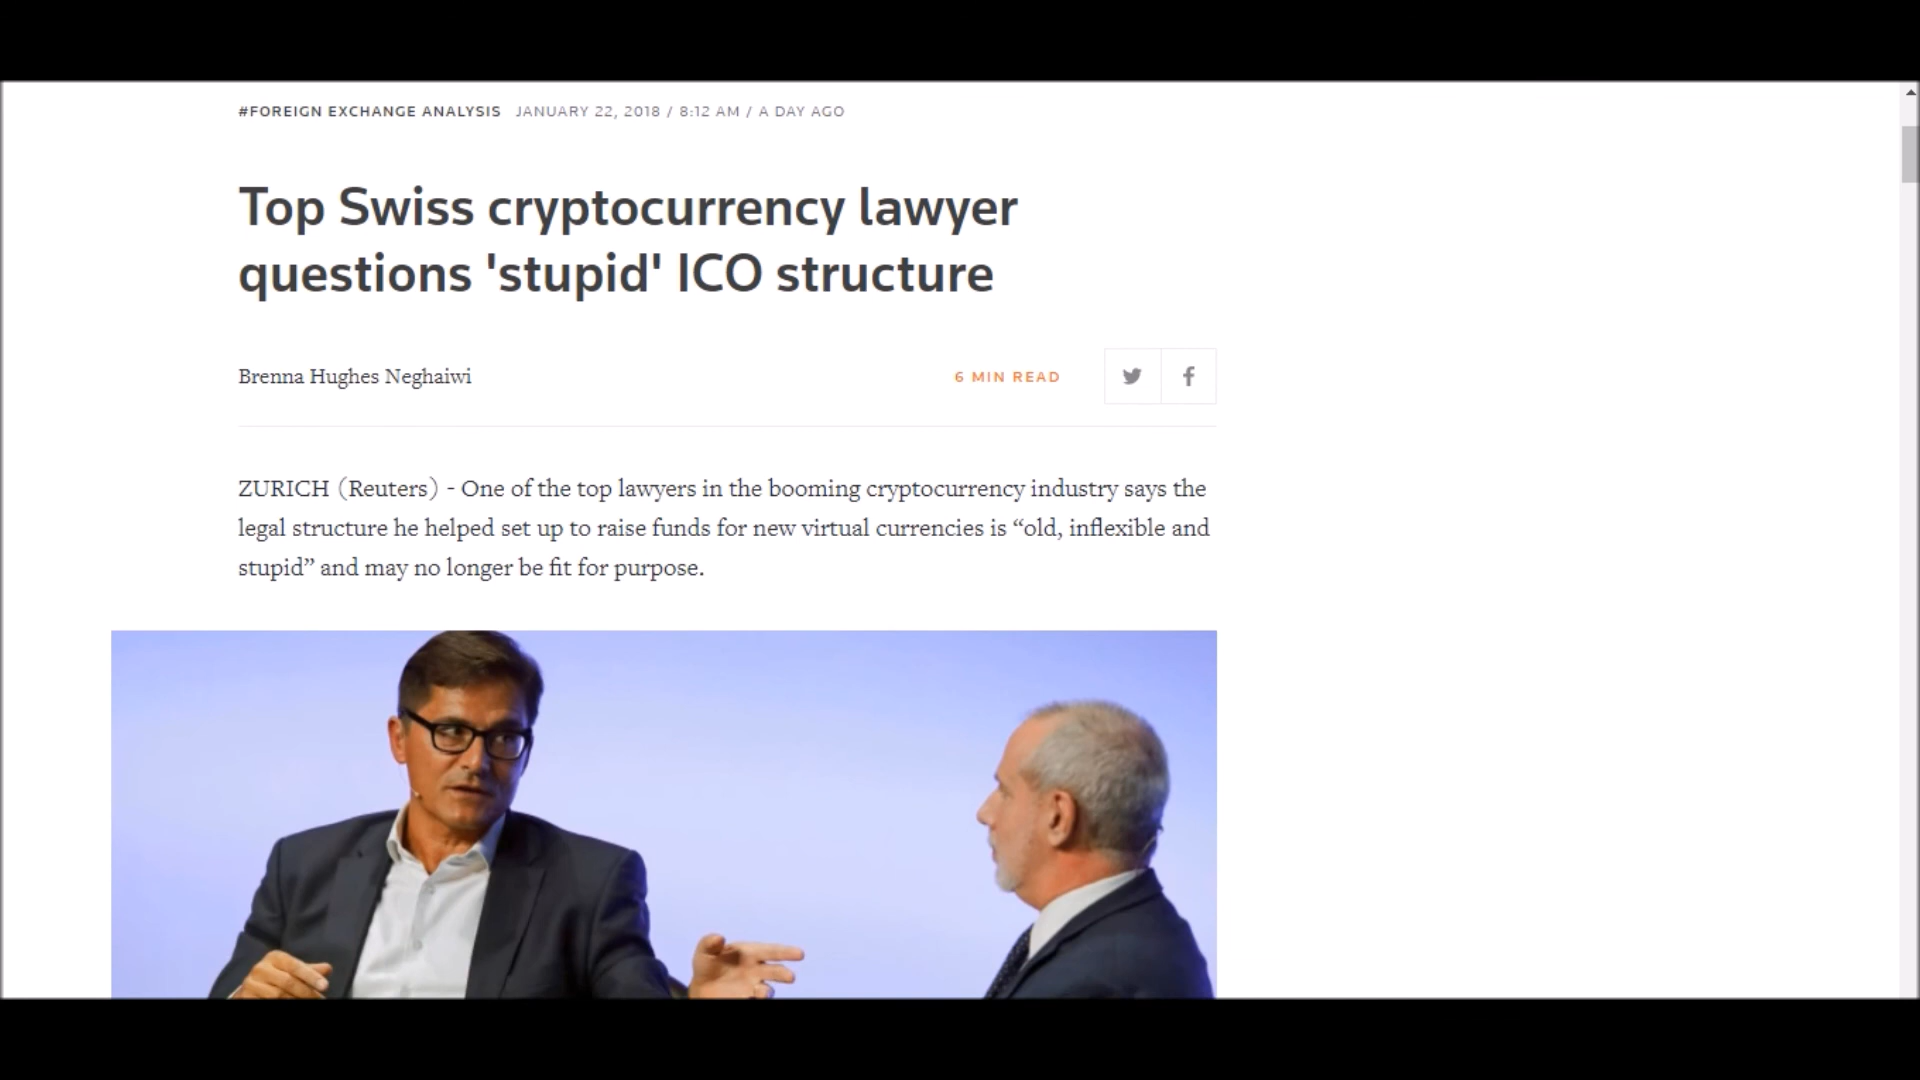 #FOREIGN EXCHANGE ANALYSIS JANUARY 22, 2018 / 8:12 AM / A DAY AGO
Top Swiss cryptocurrency lawyer
questions 'stupid' ICO structure
Brenna Hughes Neghaiwi
6 MIN READ
ZURICH (Reuters) - One of the top lawyers in the booming cryptocurrency industry says the
legal structure he helped set up to raise funds for new virtual currencies is “old, inflexible and
stupid” and may no longer be fit for purpose.